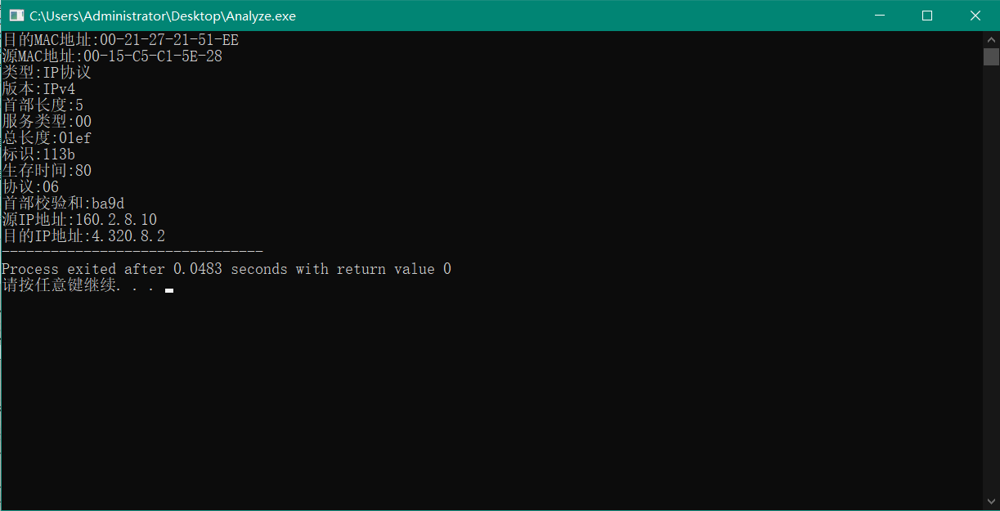 C:\Users\Administrator\Desktop\Analyze.exe
目的MAC地址:00-21-27-21-51-EE
源MAC地址:00-15-C5-C1-5E-28
类型:IP协议
版本:IPv4
首部长度:5
服务类型:00
总长度:01ef
标识:113b
生存时间:80
协议:06
首部校验和:ba9d
源IP地址:160.2.8.10
目的IP地址:4.320.8.2
--------------------------------
Process exited after 0.0483 seconds with return value 0
请按任意键继续. . .